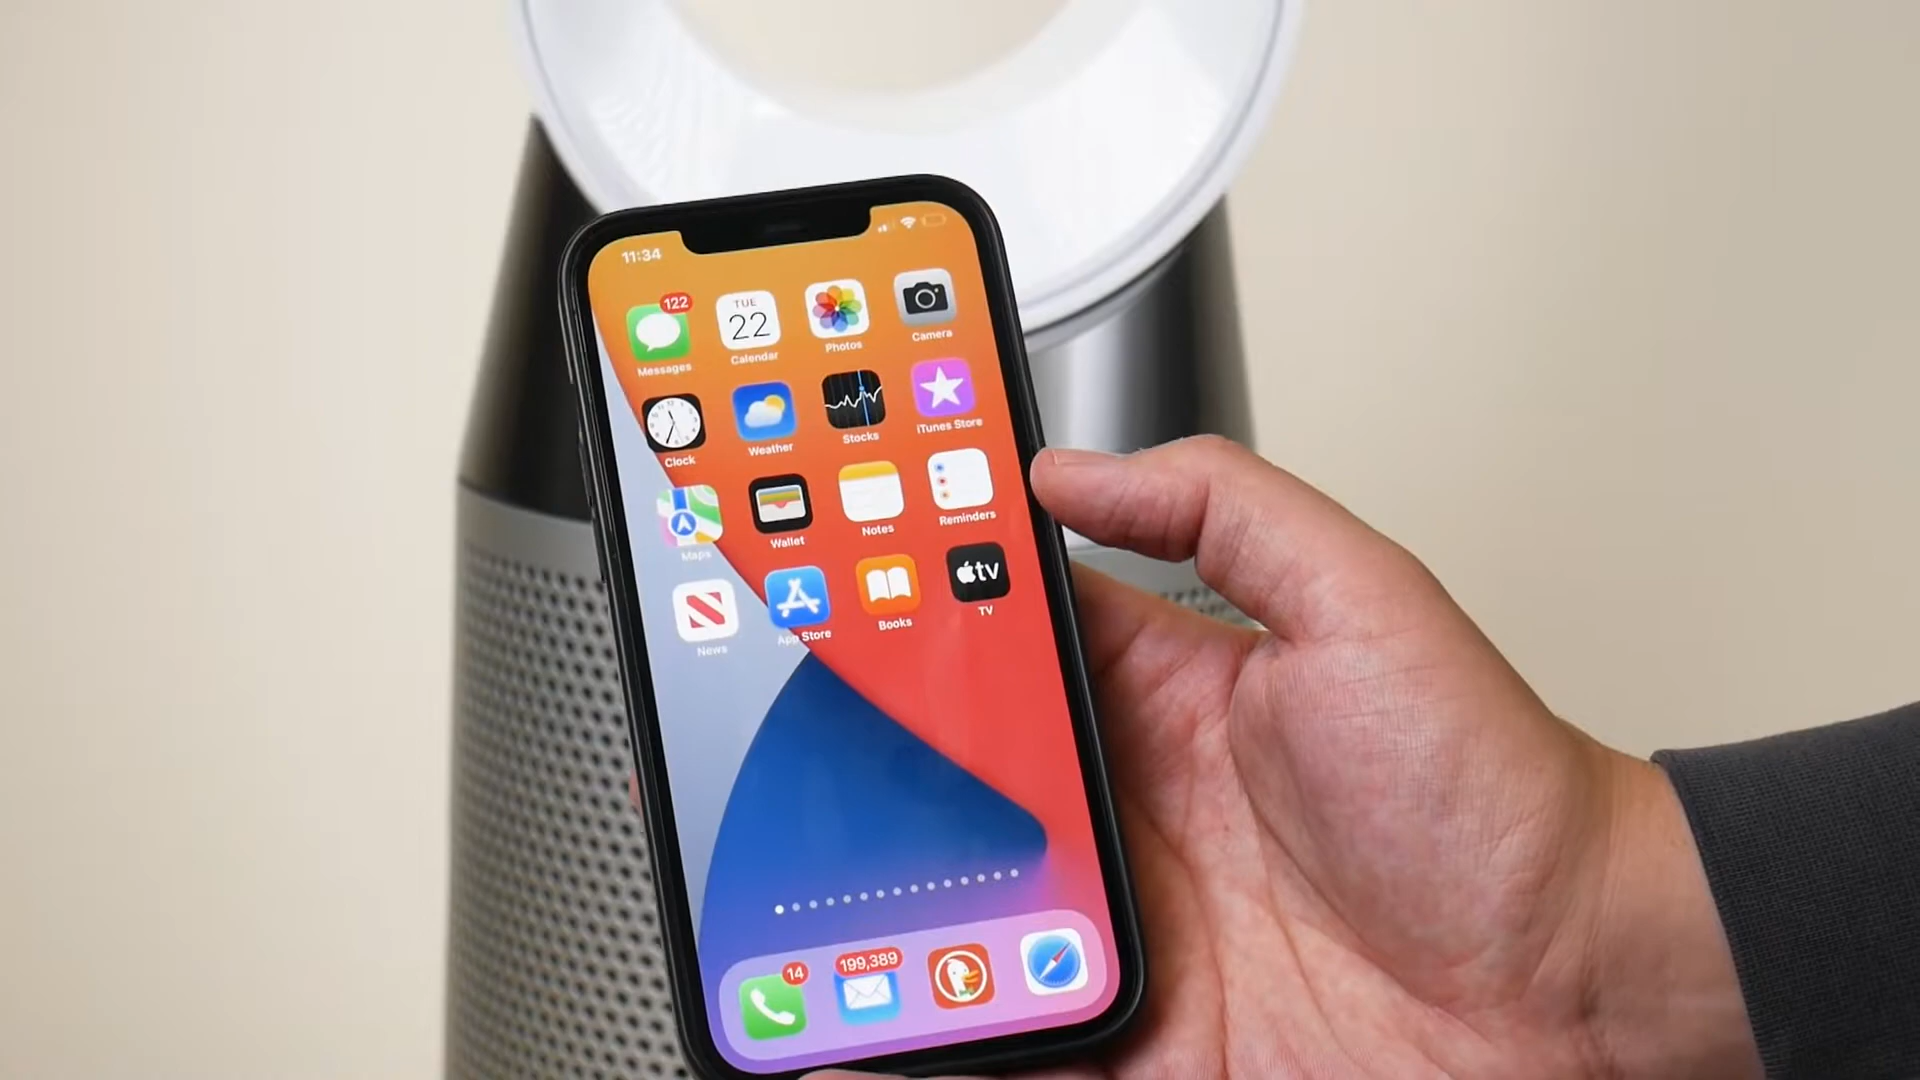 11:34
122
Messages
TUE
22
Calendar
Photos
Camera
Clock
Weather
Stocks
iTunes Store
Maps
Wallet
Notes
Reminders
News
App Store
Books
tv
TV
14
199,389